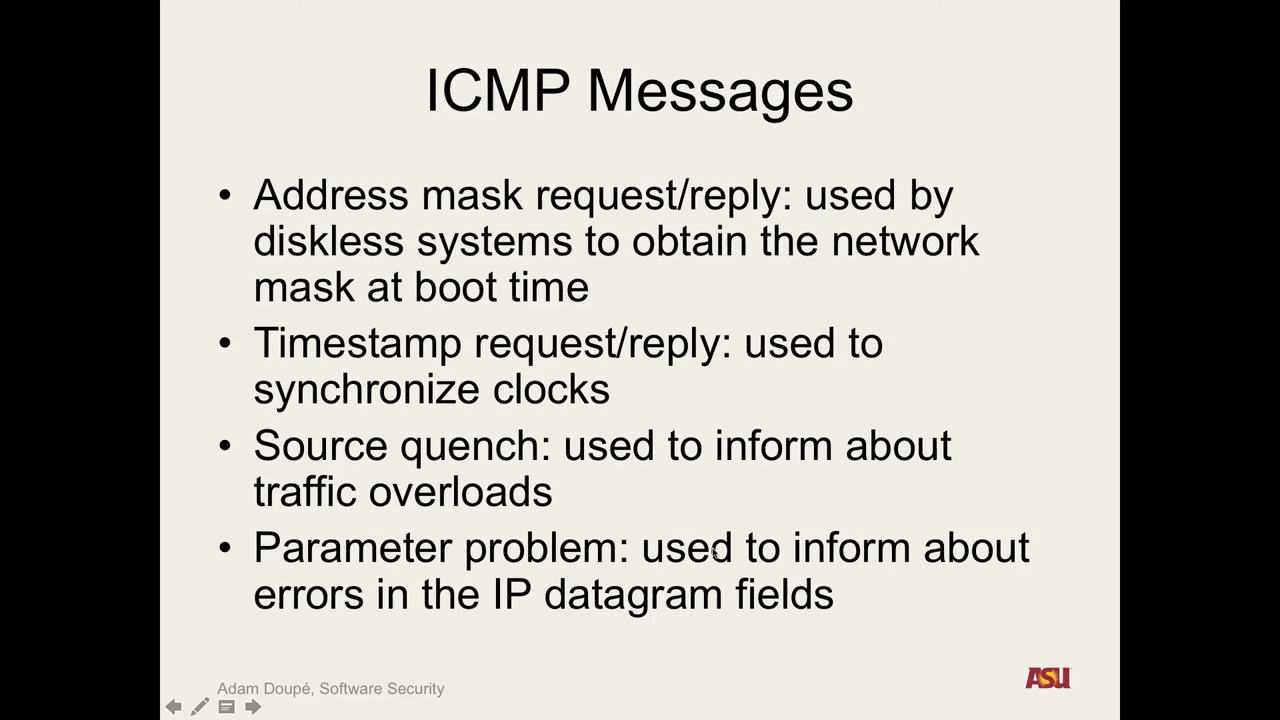 ICMP Messages
• Address mask request/reply: used by
diskless systems to obtain the network
mask at boot time
• Timestamp request/reply: used to
synchronize clocks
• Source quench: used to inform about
traffic overloads
• Parameter problem: used to inform about
errors in the IP datagram fields
Adam Doupé, Software Security
ASU